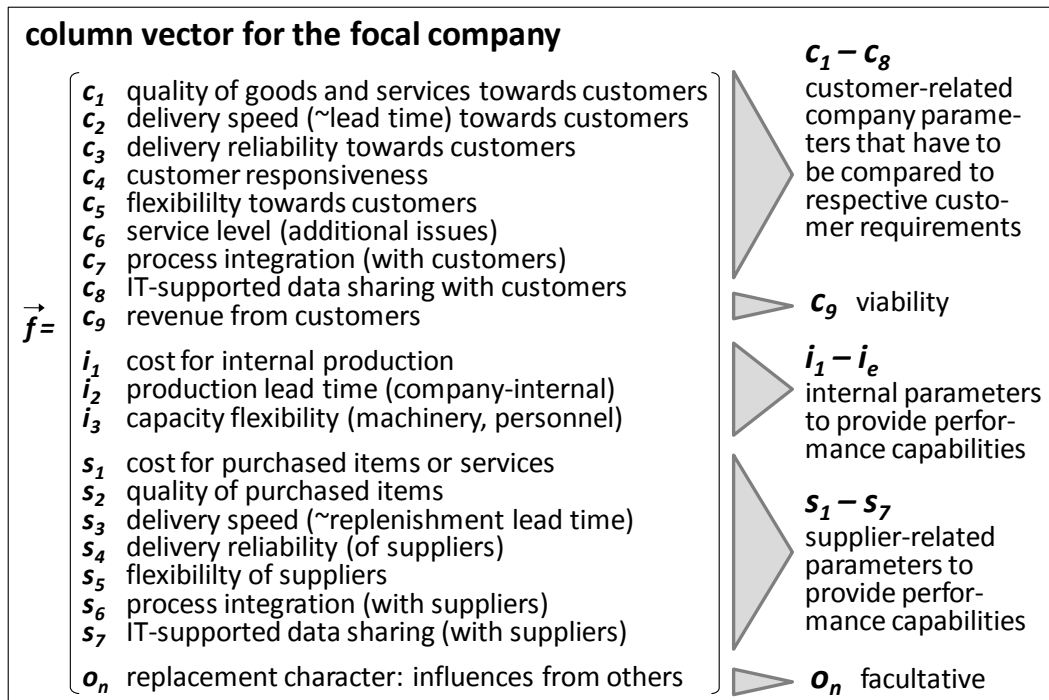 column vector for the focal company
c1 quality of goods and services towards customers
c2 delivery speed (~lead time) towards customers
c3 delivery reliability towards customers
c4 customer responsiveness
c5 flexibililty towards customers
c6 service level (additional issues)
c7 process integration (with customers)
c8 IT-supported data sharing with customers
c9 revenue from customers
f =
i1 cost for internal production
i2 production lead time (company-internal)
i3 capacity flexibility (machinery, personnel)
s1 cost for purchased items or services
s2 quality of purchased items
s3 delivery speed (~replenishment lead time)
s4 delivery reliability (of suppliers)
s5 flexibililty of suppliers
s6 process integration (with suppliers)
s7 IT-supported data sharing (with suppliers)
on replacement character: influences from others
c1 – c8
customer-related
company parame-
ters that have to
be compared to
respective custo-
mer requirements
c9 viability
i1 – ie
internal parameters
to provide perfor-
mance capabilities
s1 – s7
supplier-related
parameters to
provide perfor-
mance capabilities
on facultative